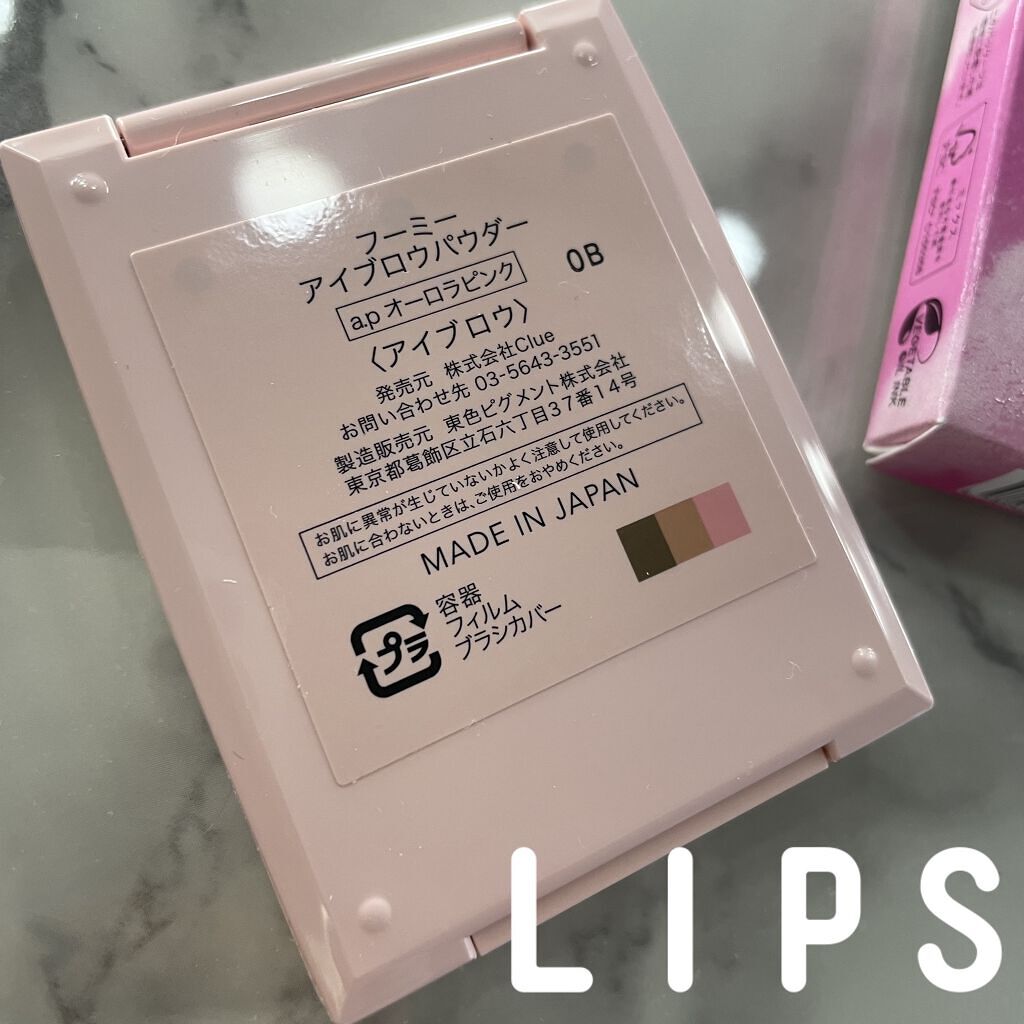 フーミー
アイブロウパウダー
a.p オーロラピンク
0B
〈アイブロウ〉
発売元 株式会社Clue
お問い合わせ先 03-5643-3551
製造販売元 東色ピグメント株式会社
東京都葛飾区立石六丁目37番14号
お肌に異常が生じていないかよく注意して使用してください。
お肌に合わないときは、ご使用をおやめください。
MADE IN JAPAN
プラ
容器
フィルム
ブラシカバー
VEGETABLE
OIL INK
LIPS